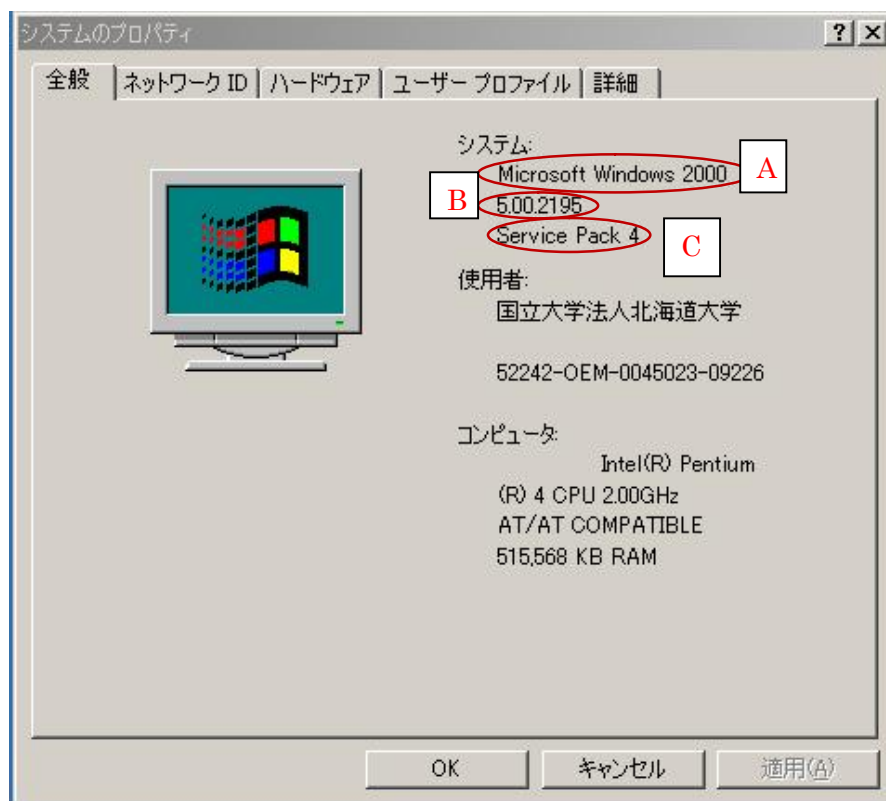 システムのプロパティ
全般 ネットワーク ID ハードウェア ユーザー プロファイル 詳細
システム:
Microsoft Windows 2000 A
B 5.00.2195
Service Pack 4 C
使用者:
国立大学法人北海道大学
52242-OEM-0045023-09226
コンピュータ:
Intel(R) Pentium
(R) 4 CPU 2.00GHz
AT/AT COMPATIBLE
515,568 KB RAM
OK キャンセル 適用(A)